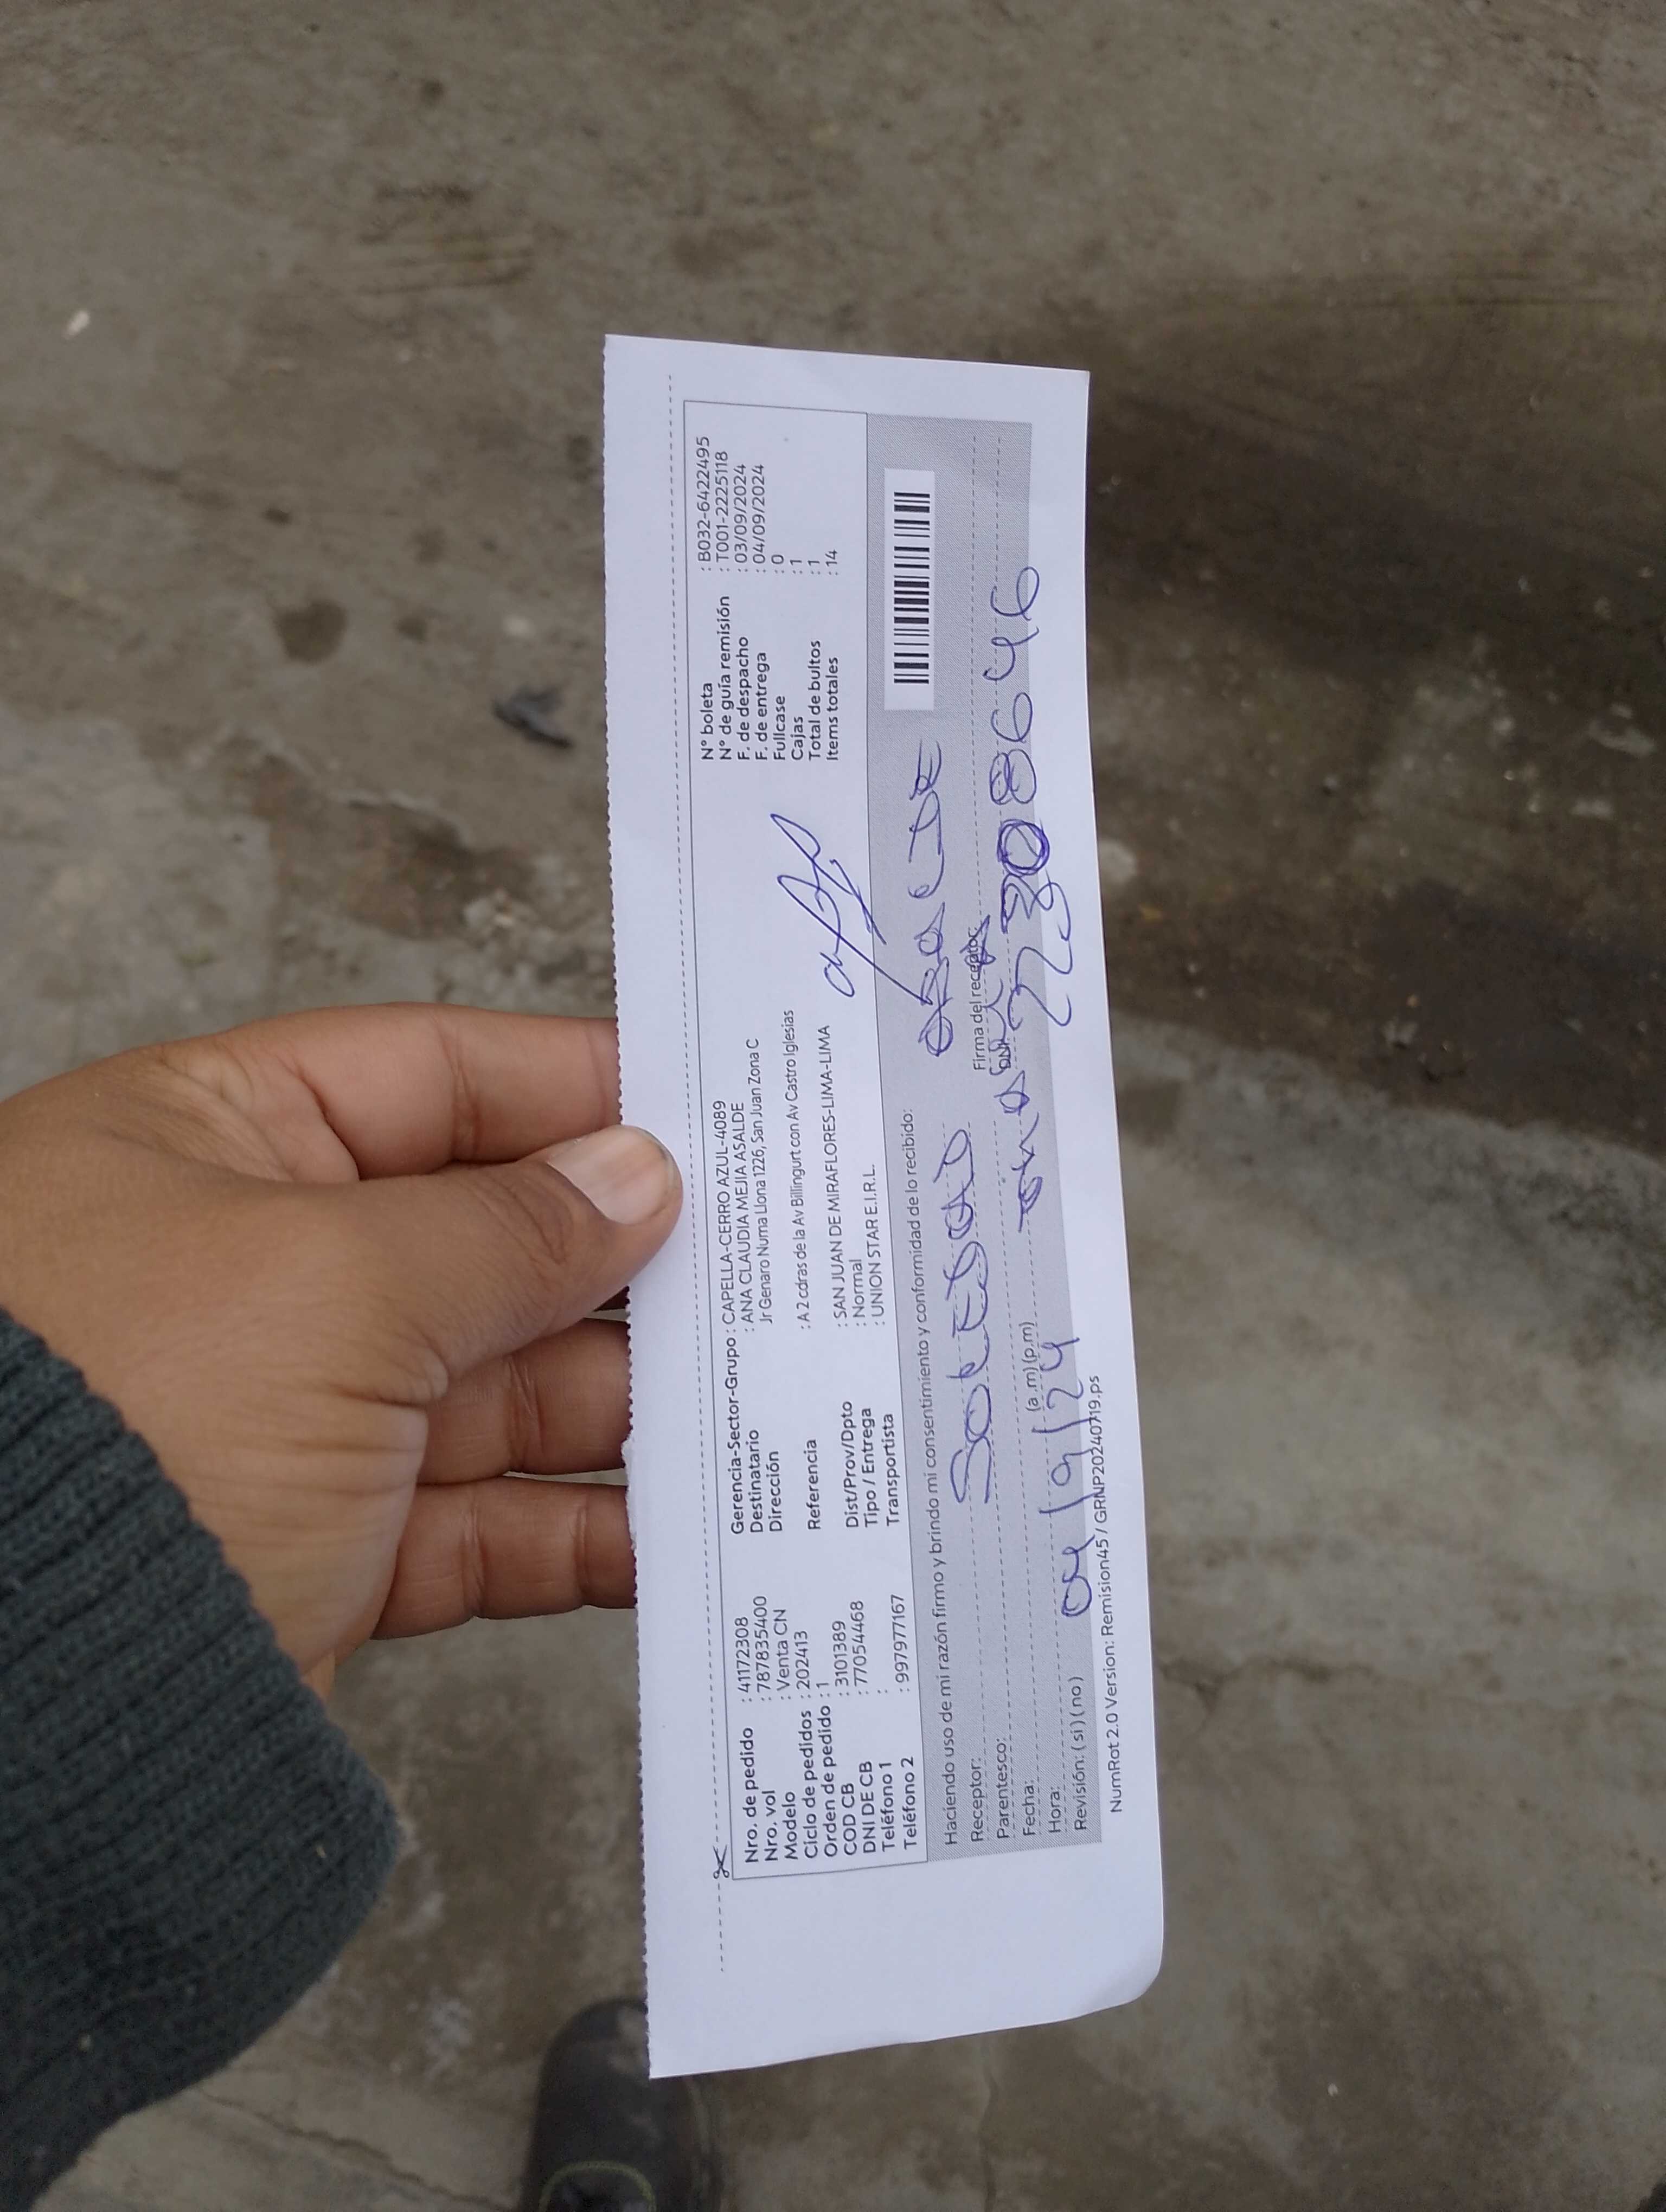 Nro. de pedido : 41172308
Nro. vol : 787835400
Modelo : Venta CN
Ciclo de pedidos : 202413
Orden de pedido : 1
COD CB : 3101389
DNI DE CB : 77054468
Teléfono 1 :
Teléfono 2 : 997977167
Gerencia-Sector-Grupo : CAPELLA-CERRO AZUL-4089
Destinatario : ANA CLAUDIA MEJIA ASALDE
Dirección Jr Genaro Numa Llona 1226, San Juan Zona C
Referencia : A 2 cdras de la Av Billingurt con Av Castro Iglesias
Dist/Prov/Dpto : SAN JUAN DE MIRAFLORES-LIMA-LIMA
Tipo / Entrega : Normal
Transportista : UNION STAR E.I.R.L.
N° boleta : B032-6422495
N° de guía remisión : T001-2225118
F. de despacho : 03/09/2024
F. de entrega : 04/09/2024
Fullcase : 0
Cajas : 1
Total de bultos : 1
Items totales : 14
Haciendo uso de mi razón firmo y brindo mi consentimiento y conformidad de lo recibido:
Receptor:
Parentesco:
Fecha:
Hora: (a.m) (p.m)
Revisión: (si) (no)
Firma del receptor:
DNI:
04/9/24
NumRot 2.0 Version: Remision45 / GRNP20240719.ps